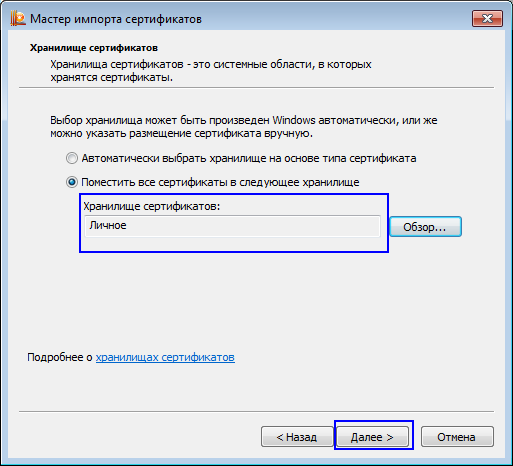 Мастер импорта сертификатов
Хранилище сертификатов
Хранилища сертификатов - это системные области, в которых
хранятся сертификаты.
Выбор хранилища может быть произведен Windows автоматически, или же
можно указать размещение сертификата вручную.
Автоматически выбрать хранилище на основе типа сертификата
Поместить все сертификаты в следующее хранилище
Хранилище сертификатов:
Личное
Обзор...
Подробнее о хранилищах сертификатов
< Назад
Далее >
Отмена